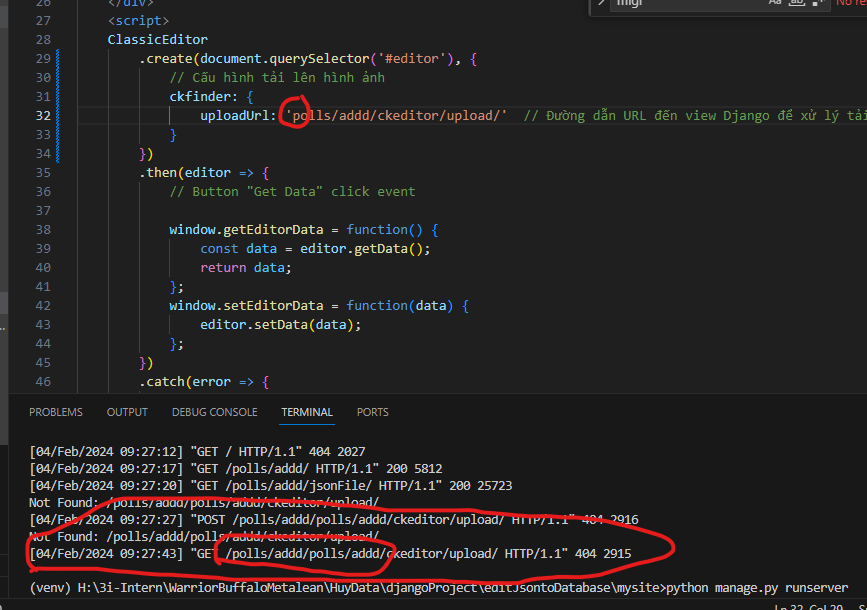 26 </div>
27 <script>
28 ClassicEditor
29 .create(document.querySelector('#editor'), {
30 // Cấu hình tải lên hình ảnh
31 ckfinder: {
32 uploadUrl: 'polls/addd/ckeditor/upload/' // Đường dẫn URL đến view Django để xử lý tải
33 }
34 })
35 .then(editor => {
36 // Button "Get Data" click event
37
38 window.getEditorData = function() {
39 const data = editor.getData();
40 return data;
41 };
42 window.setEditorData = function(data) {
43 editor.setData(data);
44 };
45 })
46 .catch(error => {
migr Aa ab No re
PROBLEMS OUTPUT DEBUG CONSOLE TERMINAL PORTS
[04/Feb/2024 09:27:12] "GET / HTTP/1.1" 404 2027
[04/Feb/2024 09:27:17] "GET /polls/addd/ HTTP/1.1" 200 5812
[04/Feb/2024 09:27:20] "GET /polls/addd/jsonFile/ HTTP/1.1" 200 25723
Not Found: /polls/addd/polls/addd/ckeditor/upload/
[04/Feb/2024 09:27:27] "POST /polls/addd/polls/addd/ckeditor/upload/ HTTP/1.1" 404 2916
Not Found: /polls/addd/polls/addd/ckeditor/upload/
[04/Feb/2024 09:27:43] "GET /polls/addd/polls/addd/ckeditor/upload/ HTTP/1.1" 404 2915
(venv) H:\3i-Intern\WarriorBuffaloMetalean\HuyData\djangoProject\editJsontoDatabase\mysite>python manage.py runserver
Ln 32, Col 29